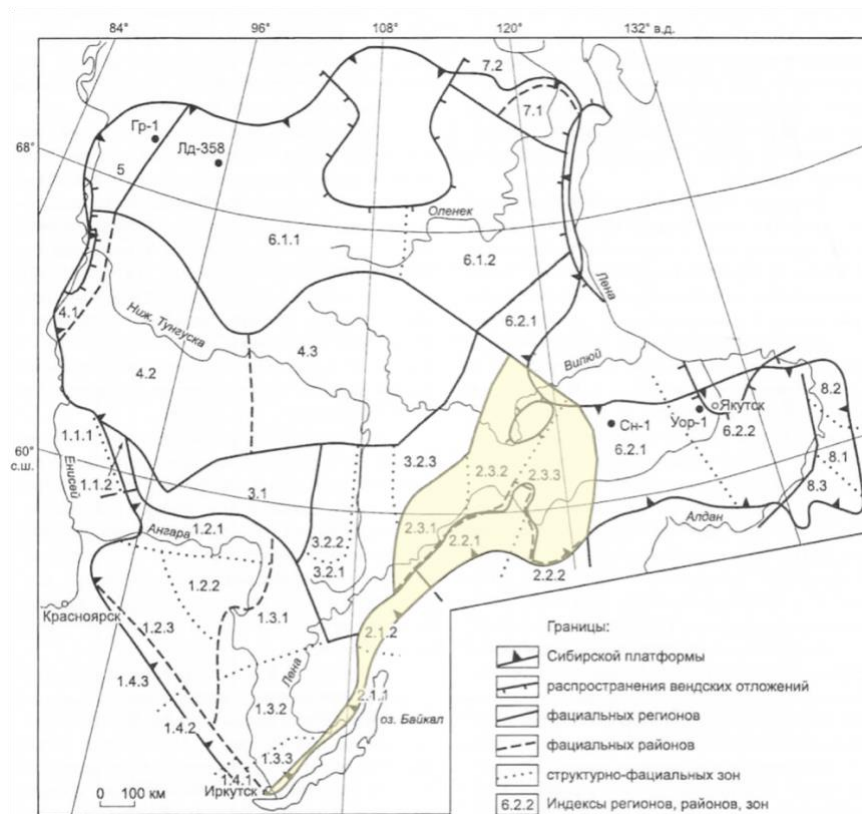 84° 96° 108° 120° 132° в.д.
7.2
7.1
Гр-1
Лд-358
68°
5
Оленек
6.1.1
6.1.2
Лена
4.1
Ниж. Тунгуска
6.2.1
4.3
Вилюй
4.2
8.2
Якутск
Сн-1
Уор-1
6.2.2
1.1.1
6.2.1
60°
с.ш.
Енисей
3.2.3
2.3.2
2.3.3
8.1
1.1.2
3.1
8.3
Ангара
1.2.1
2.3.1
Алдан
3.2.2
2.2.1
3.2.1
2.2.2
1.2.2
Красноярск
1.3.1
1.2.3
2.1.2
Лена
1.4.3
2.1.1
1.3.2
оз. Байкал
1.4.2
1.3.3
1.4.1
Иркутск
0 100 км
Границы:
Сибирской платформы
распространения вендских отложений
фациальных регионов
фациальных районов
структурно-фациальных зон
6.2.2 Индексы регионов, районов, зон